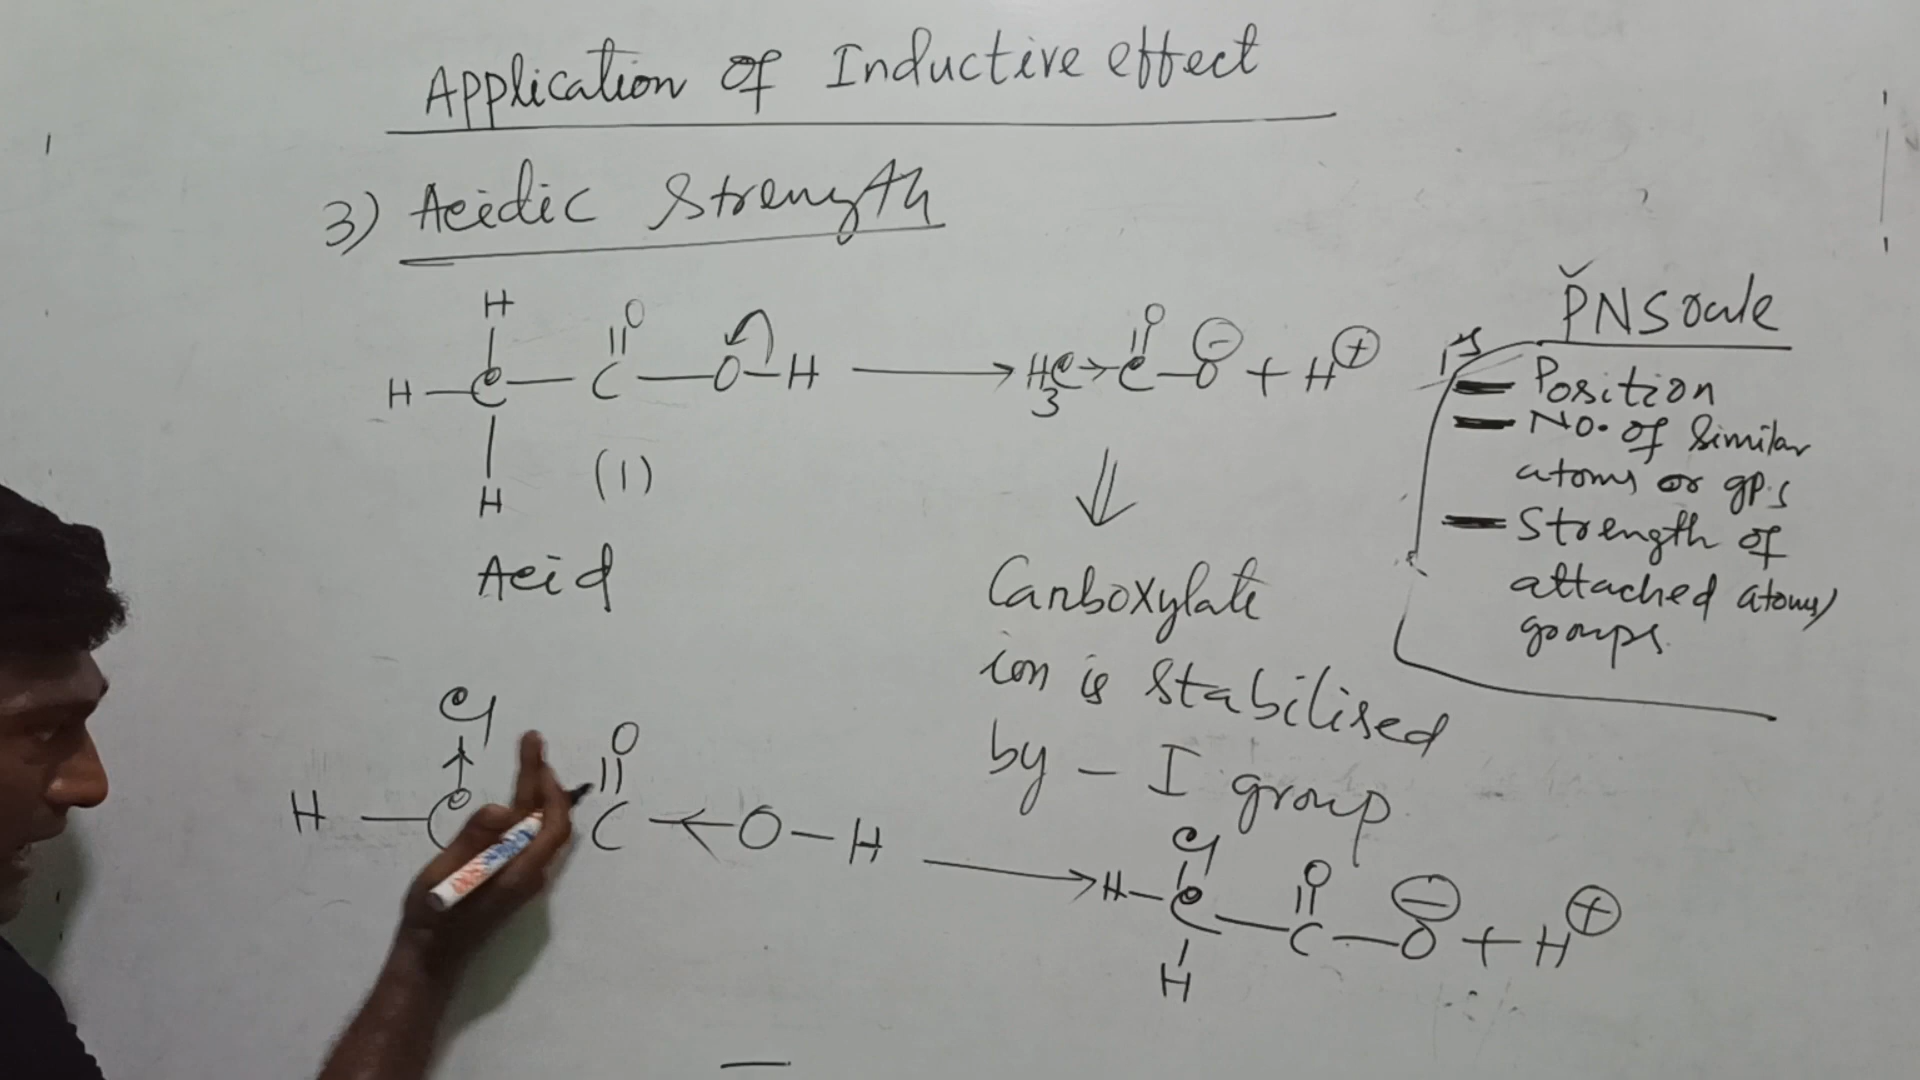 Application of Inductive effect
3) Acidic Strength
H
O
H — C — C — O — H → H3C → C — O ⊖ + H ⊕
H
(1)
Acid
Carboxylate
ion is stabilised
by – I group
PNS rule
Position
No. of similar
atoms or gps
Strength of
attached atoms/
groups.
Cl
O
H — C C ← O — H →
Cl
O
H — C — C — O ⊖ + H ⊕
H